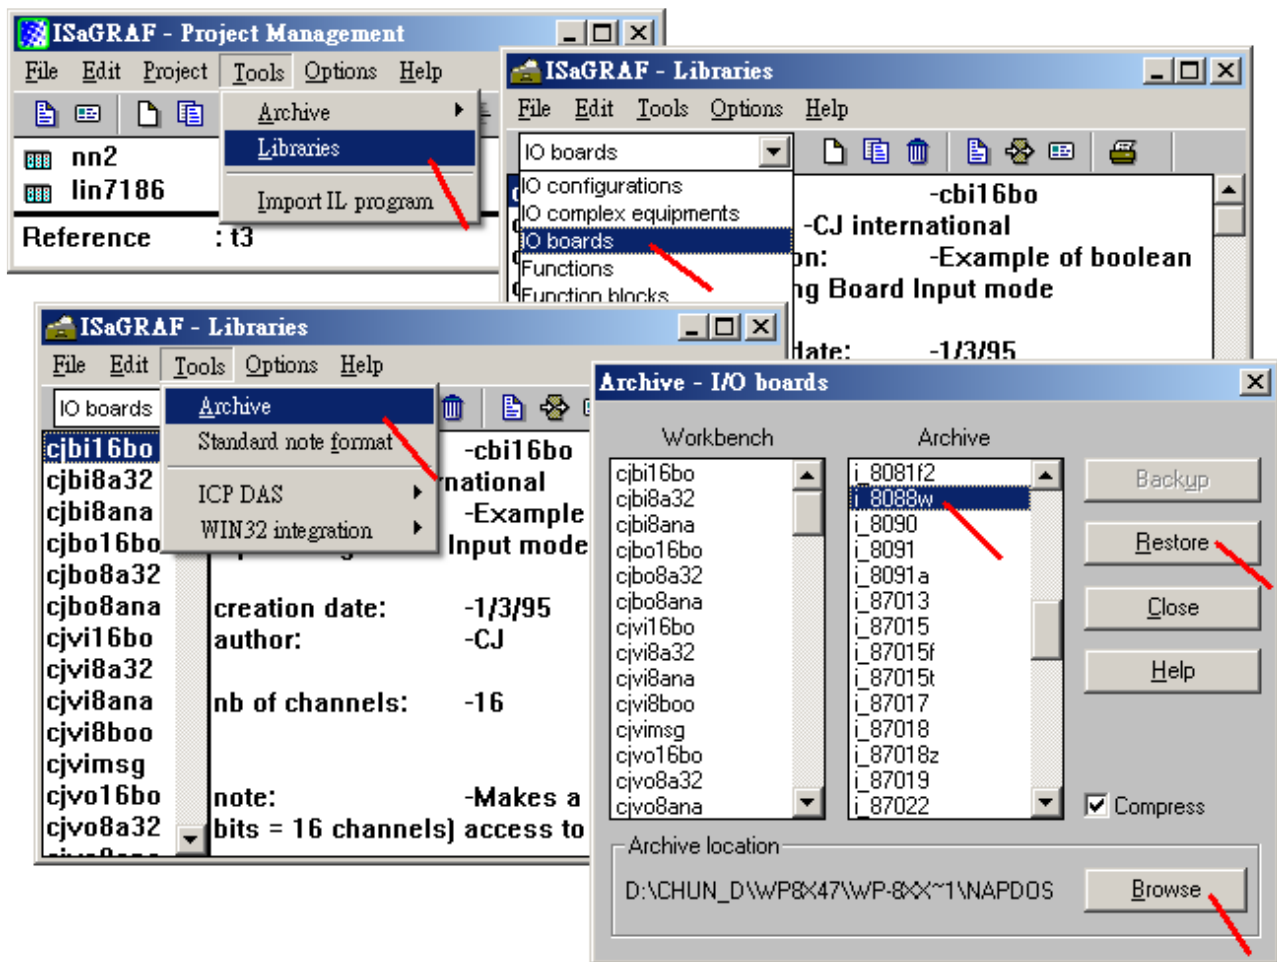 ISaGRAF - Project Management
File Edit Project Tools Options Help
Archive
Libraries
Import IL program
nn2
lin7186
Reference : t3
ISaGRAF - Libraries
File Edit Tools Options Help
IO boards
IO configurations
IO complex equipments
IO boards
Functions
Function blocks
-cbi16bo
-CJ international
on: -Example of boolean
ng Board Input mode
date: -1/3/95
ISaGRAF - Libraries
File Edit Tools Options Help
IO boards
Archive
Standard note format
ICP DAS
WIN32 integration
cjbi16bo
cjbi8a32
cjbi8ana
cjbo16bo
cjbo8a32
cjbo8ana
cjvi16bo
cjvi8a32
cjvi8ana
cjvi8boo
cjvimsg
cjvo16bo
cjvo8a32
-cbi16bo
national
-Example
Input mode
creation date: -1/3/95
author: -CJ
nb of channels: -16
note: -Makes a
bits = 16 channels) access to
Archive - I/O boards
Workbench
cjbi16bo
cjbi8a32
cjbi8ana
cjbo16bo
cjbo8a32
cjbo8ana
cjvi16bo
cjvi8a32
cjvi8ana
cjvi8boo
cjvimsg
cjvo16bo
cjvo8a32
cjvo8ana
Archive
i_8081f2
i_8088w
i_8090
i_8091
i_8091a
i_87013
i_87015
i_87015f
i_87015t
i_87017
i_87018
i_87018z
i_87019
i_87022
Backup
Restore
Close
Help
Compress
Archive location
D:\CHUN_D\WP8X47\WP-8XX~1\NAPDOS
Browse